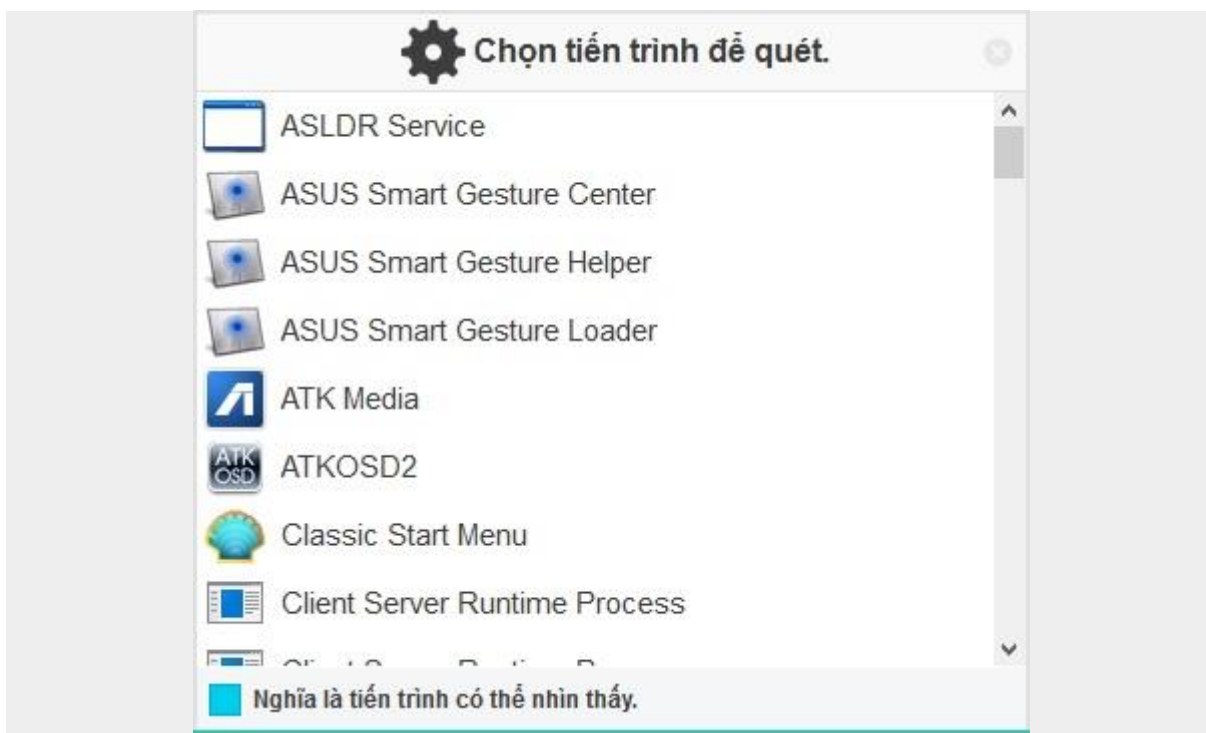 Chọn tiến trình để quét.
ASLDR Service
ASUS Smart Gesture Center
ASUS Smart Gesture Helper
ASUS Smart Gesture Loader
ATK Media
ATK
OSD
ATKOSD2
Classic Start Menu
Client Server Runtime Process
Nghĩa là tiến trình có thể nhìn thấy.